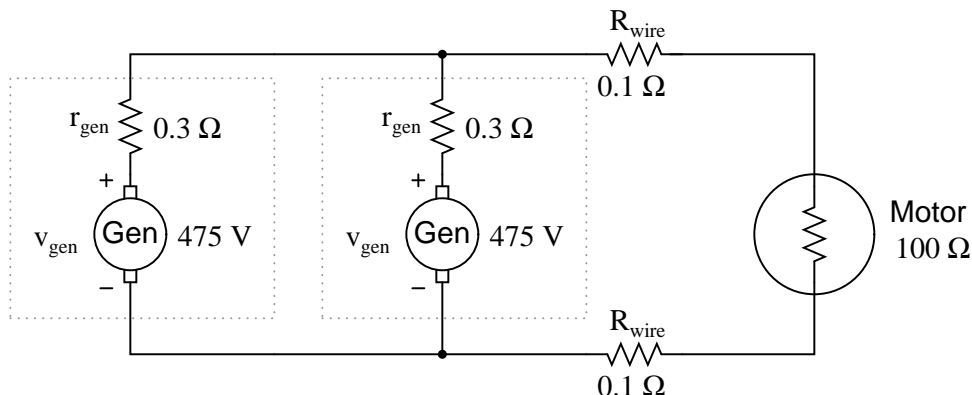 R_wire
0.1 Ω
r_gen 0.3 Ω
+
v_gen Gen 475 V
−
r_gen 0.3 Ω
+
v_gen Gen 475 V
−
Motor
100 Ω
R_wire
0.1 Ω